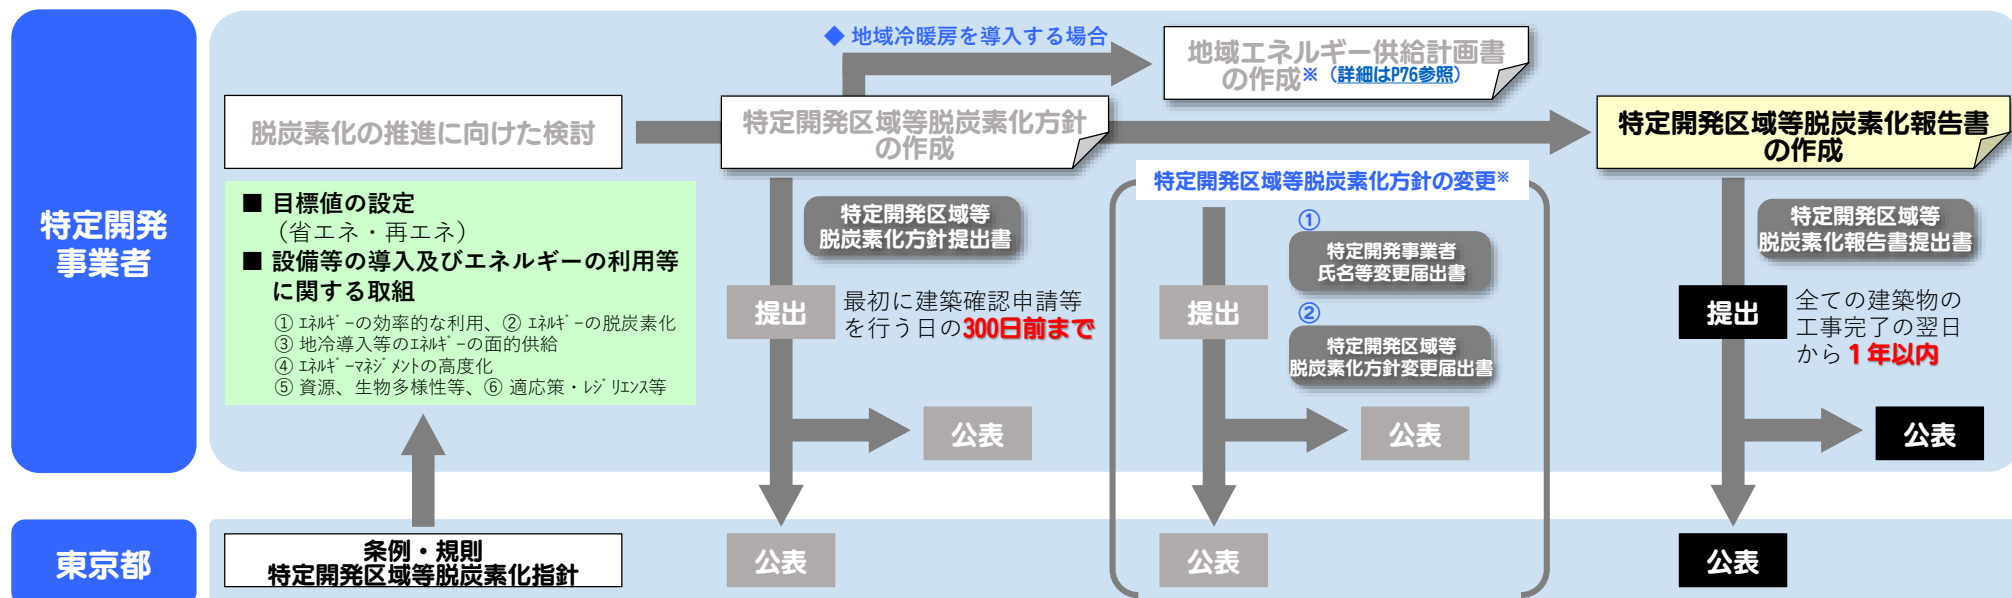 特定開発
事業者
◆ 地域冷暖房を導入する場合
地域エネルギー供給計画書
の作成※（詳細はP76参照）
脱炭素化の推進に向けた検討
特定開発区域等脱炭素化方針
の作成
特定開発区域等脱炭素化報告書
の作成
■ 目標値の設定
（省エネ・再エネ）
■ 設備等の導入及びエネルギーの利用等
に関する取組
① ｴﾈﾙｷﾞｰの効率的な利用、② ｴﾈﾙｷﾞｰの脱炭素化
③ 地冷導入等のｴﾈﾙｷﾞｰの面的供給
④ ｴﾈﾙｷﾞｰﾏﾈｼﾞﾒﾝﾄの高度化
⑤ 資源、生物多様性等、⑥ 適応策・ﾚｼﾞﾘｴﾝｽ等
特定開発区域等
脱炭素化方針提出書
提出
最初に建築確認申請等
を行う日の300日前まで
公表
特定開発区域等脱炭素化方針の変更※
①
特定開発事業者
氏名等変更届出書
提出
②
特定開発区域等
脱炭素化方針変更届出書
公表
特定開発区域等
脱炭素化報告書提出書
提出
全ての建築物の
工事完了の翌日
から１年以内
公表
東京都
条例・規則
特定開発区域等脱炭素化指針
公表
公表
公表